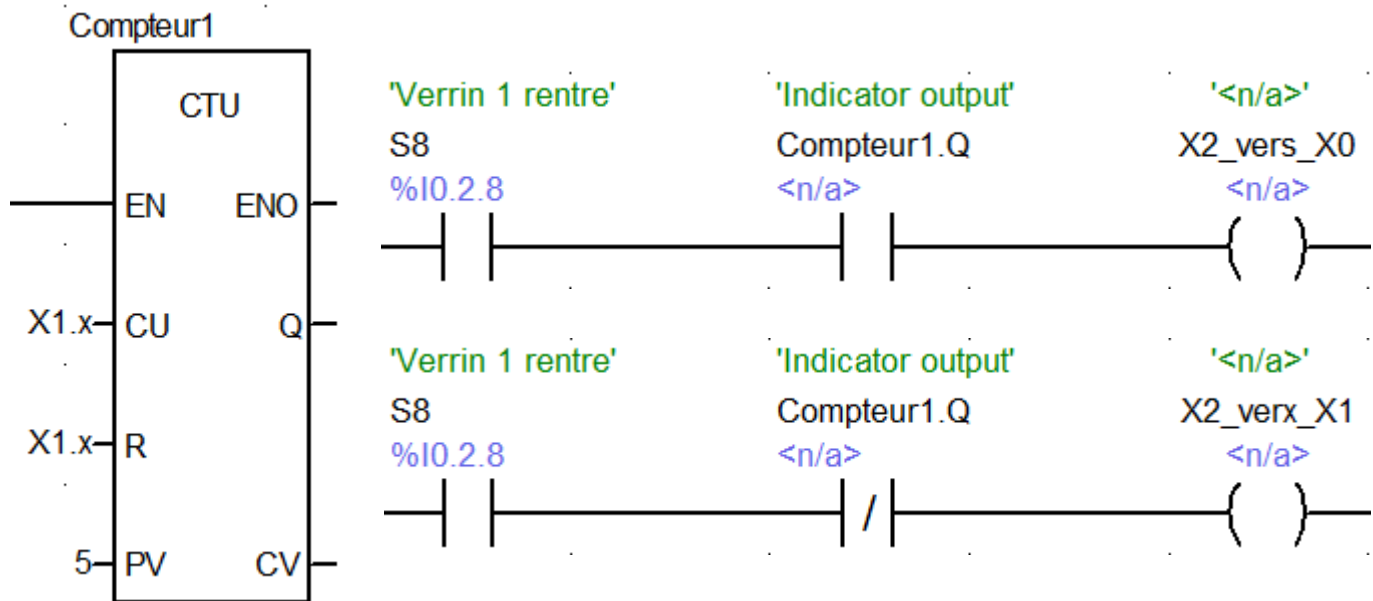 Compteur1
CTU
EN ENO
X1.x CU Q
X1.x R
5 PV CV
'Verrin 1 rentre' 'Indicator output' '<n/a>'
S8 Compteur1.Q X2_vers_X0
%I0.2.8 <n/a> <n/a>
'Verrin 1 rentre' 'Indicator output' '<n/a>'
S8 Compteur1.Q X2_verx_X1
%I0.2.8 <n/a> <n/a>
/